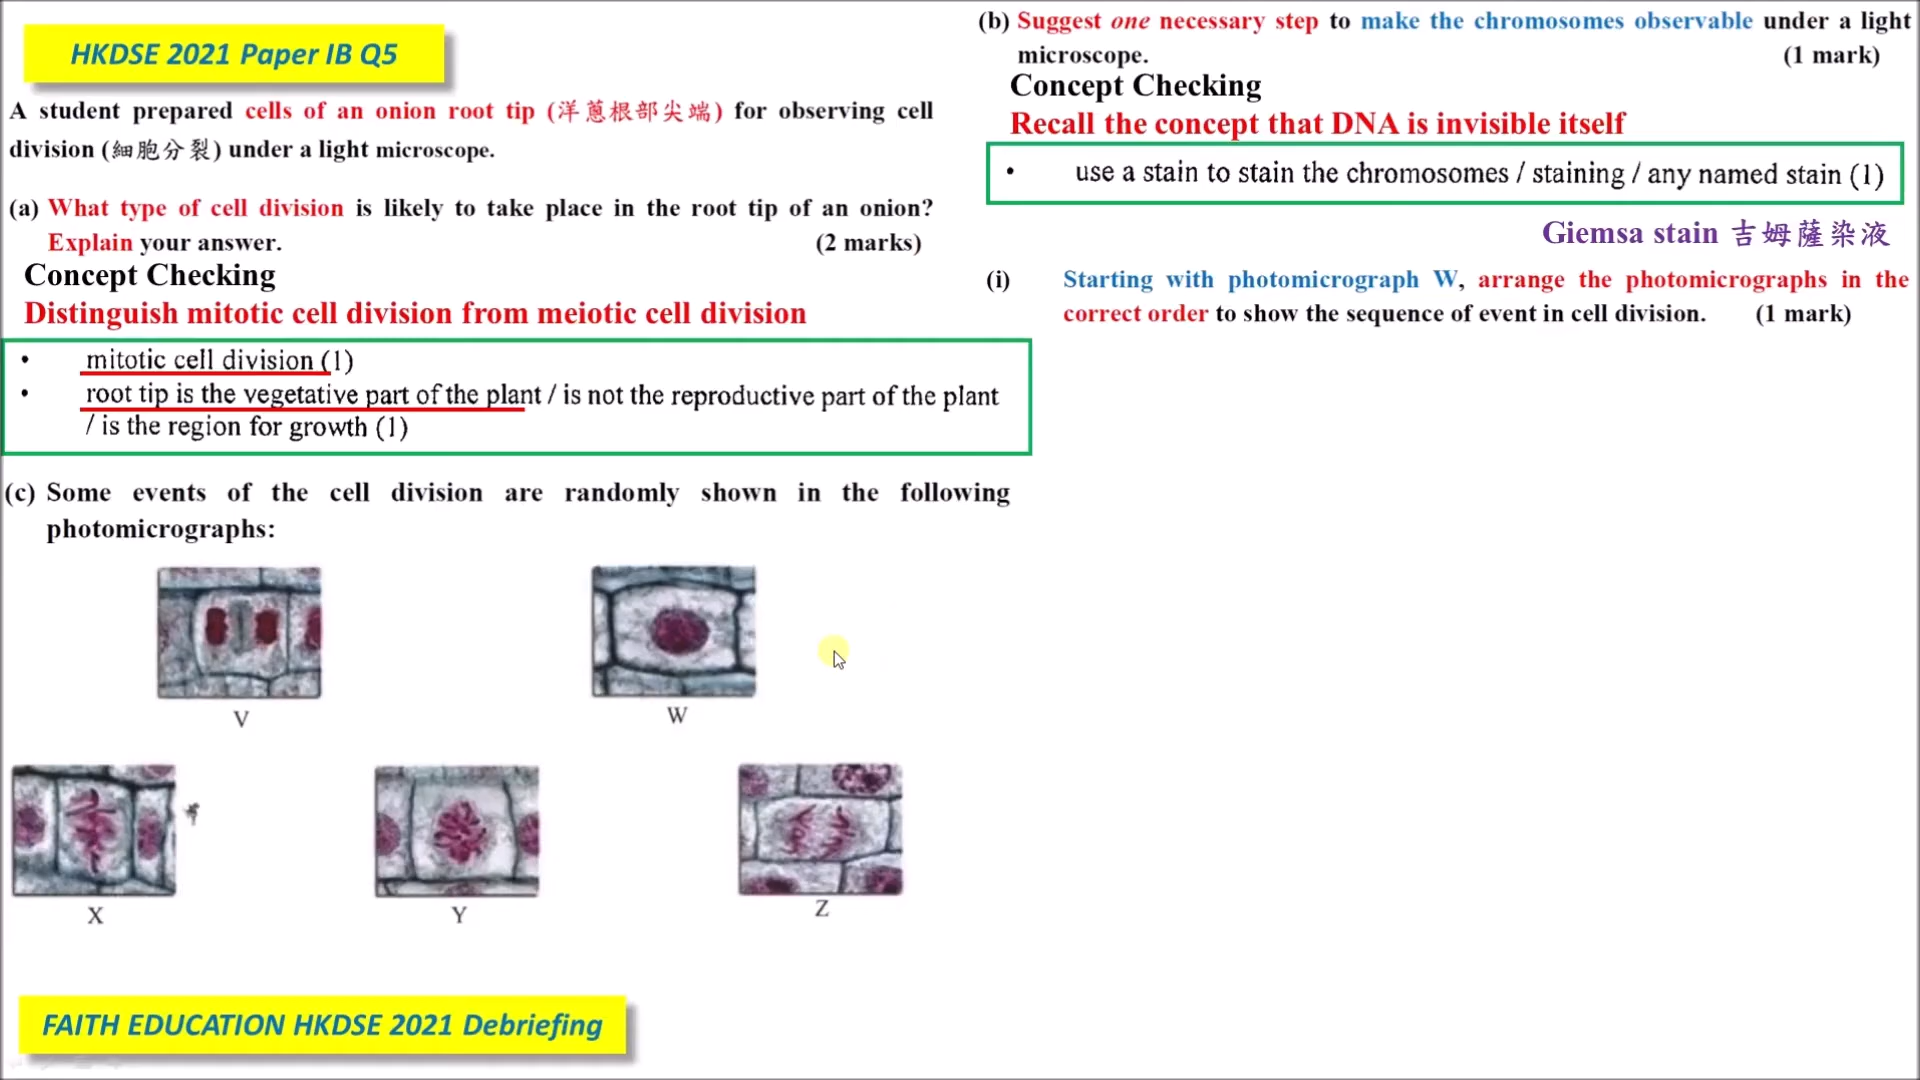 HKDSE 2021 Paper IB Q5
A student prepared cells of an onion root tip (洋蔥根部尖端) for observing cell
division (細胞分裂) under a light microscope.
(a) What type of cell division is likely to take place in the root tip of an onion?
Explain your answer. (2 marks)
Concept Checking
Distinguish mitotic cell division from meiotic cell division
• mitotic cell division (1)
• root tip is the vegetative part of the plant / is not the reproductive part of the plant
/ is the region for growth (1)
(c) Some events of the cell division are randomly shown in the following
photomicrographs:
V
W
X
Y
Z
FAITH EDUCATION HKDSE 2021 Debriefing
(b) Suggest one necessary step to make the chromosomes observable under a light
microscope. (1 mark)
Concept Checking
Recall the concept that DNA is invisible itself
• use a stain to stain the chromosomes / staining / any named stain (1)
Giemsa stain 吉姆薩染液
(i) Starting with photomicrograph W, arrange the photomicrographs in the
correct order to show the sequence of event in cell division. (1 mark)